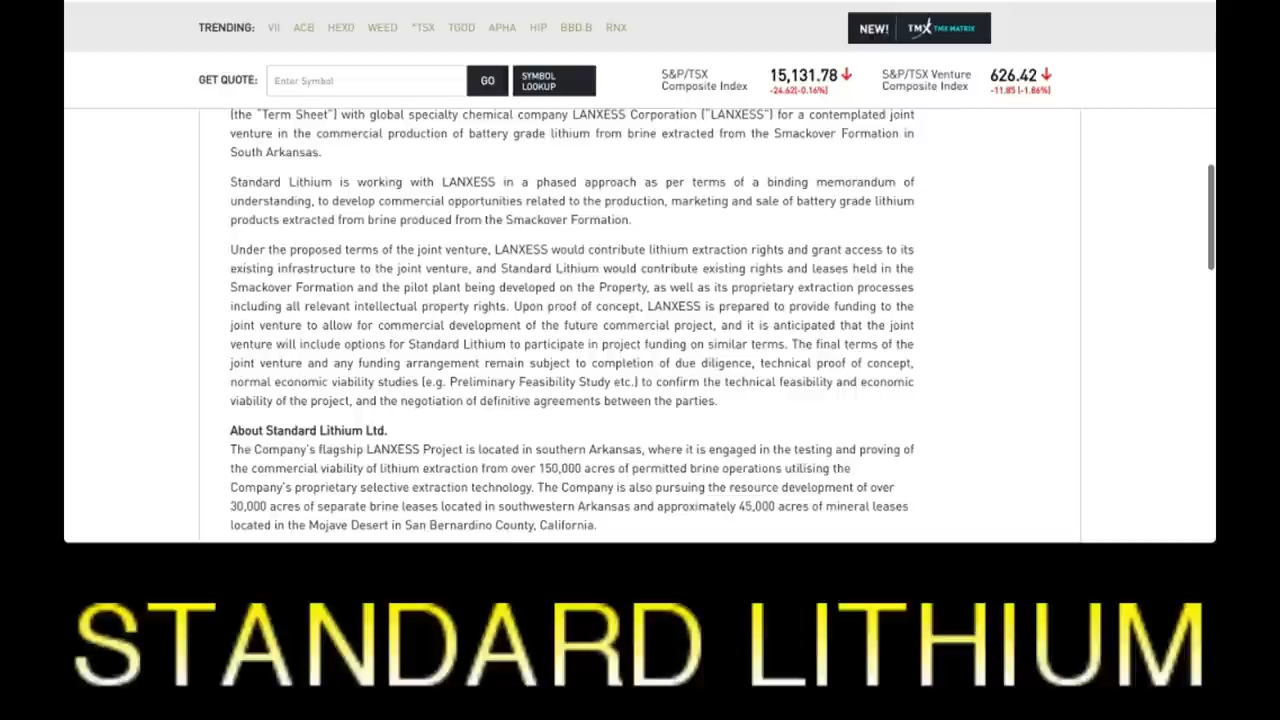 TRENDING: VII ACB HEXO WEED ^TSX TGOD APHA HIP BBD.B RNX
NEW! TMX TMX MATRIX
GET QUOTE: Enter Symbol GO SYMBOL LOOKUP
S&P/TSX Composite Index 15,131.78 -24.62(-0.16%)
S&P/TSX Venture Composite Index 626.42 -11.85 (-1.86%)
(the "Term Sheet") with global specialty chemical company LANXESS Corporation ("LANXESS") for a contemplated joint
venture in the commercial production of battery grade lithium from brine extracted from the Smackover Formation in
South Arkansas.
Standard Lithium is working with LANXESS in a phased approach as per terms of a binding memorandum of
understanding, to develop commercial opportunities related to the production, marketing and sale of battery grade lithium
products extracted from brine produced from the Smackover Formation.
Under the proposed terms of the joint venture, LANXESS would contribute lithium extraction rights and grant access to its
existing infrastructure to the joint venture, and Standard Lithium would contribute existing rights and leases held in the
Smackover Formation and the pilot plant being developed on the Property, as well as its proprietary extraction processes
including all relevant intellectual property rights. Upon proof of concept, LANXESS is prepared to provide funding to the
joint venture to allow for commercial development of the future commercial project, and it is anticipated that the joint
venture will include options for Standard Lithium to participate in project funding on similar terms. The final terms of the
joint venture and any funding arrangement remain subject to completion of due diligence, technical proof of concept,
normal economic viability studies (e.g. Preliminary Feasibility Study etc.) to confirm the technical feasibility and economic
viability of the project, and the negotiation of definitive agreements between the parties.
About Standard Lithium Ltd.
The Company's flagship LANXESS Project is located in southern Arkansas, where it is engaged in the testing and proving of
the commercial viability of lithium extraction from over 150,000 acres of permitted brine operations utilising the
Company's proprietary selective extraction technology. The Company is also pursuing the resource development of over
30,000 acres of separate brine leases located in southwestern Arkansas and approximately 45,000 acres of mineral leases
located in the Mojave Desert in San Bernardino County, California.
STANDARD LITHIUM